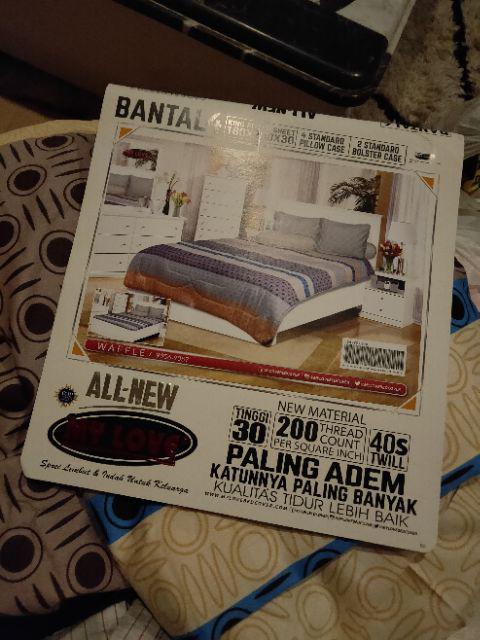 BANTAL
ALL-NEW
SHEET
4 STANDARD PILLOW CASE
2 STANDARD BOLSTER CASE
WAFFLE /
ALL-NEW
MY LOVE
Sprei Lembut & Indah Untuk Keluarga
TINGGI 30
NEW MATERIAL
200 THREAD COUNT
PER SQUARE INCH
40S TWILL
PALING ADEM
KATUNNYA PALING BANYAK
KUALITAS TIDUR LEBIH BAIK